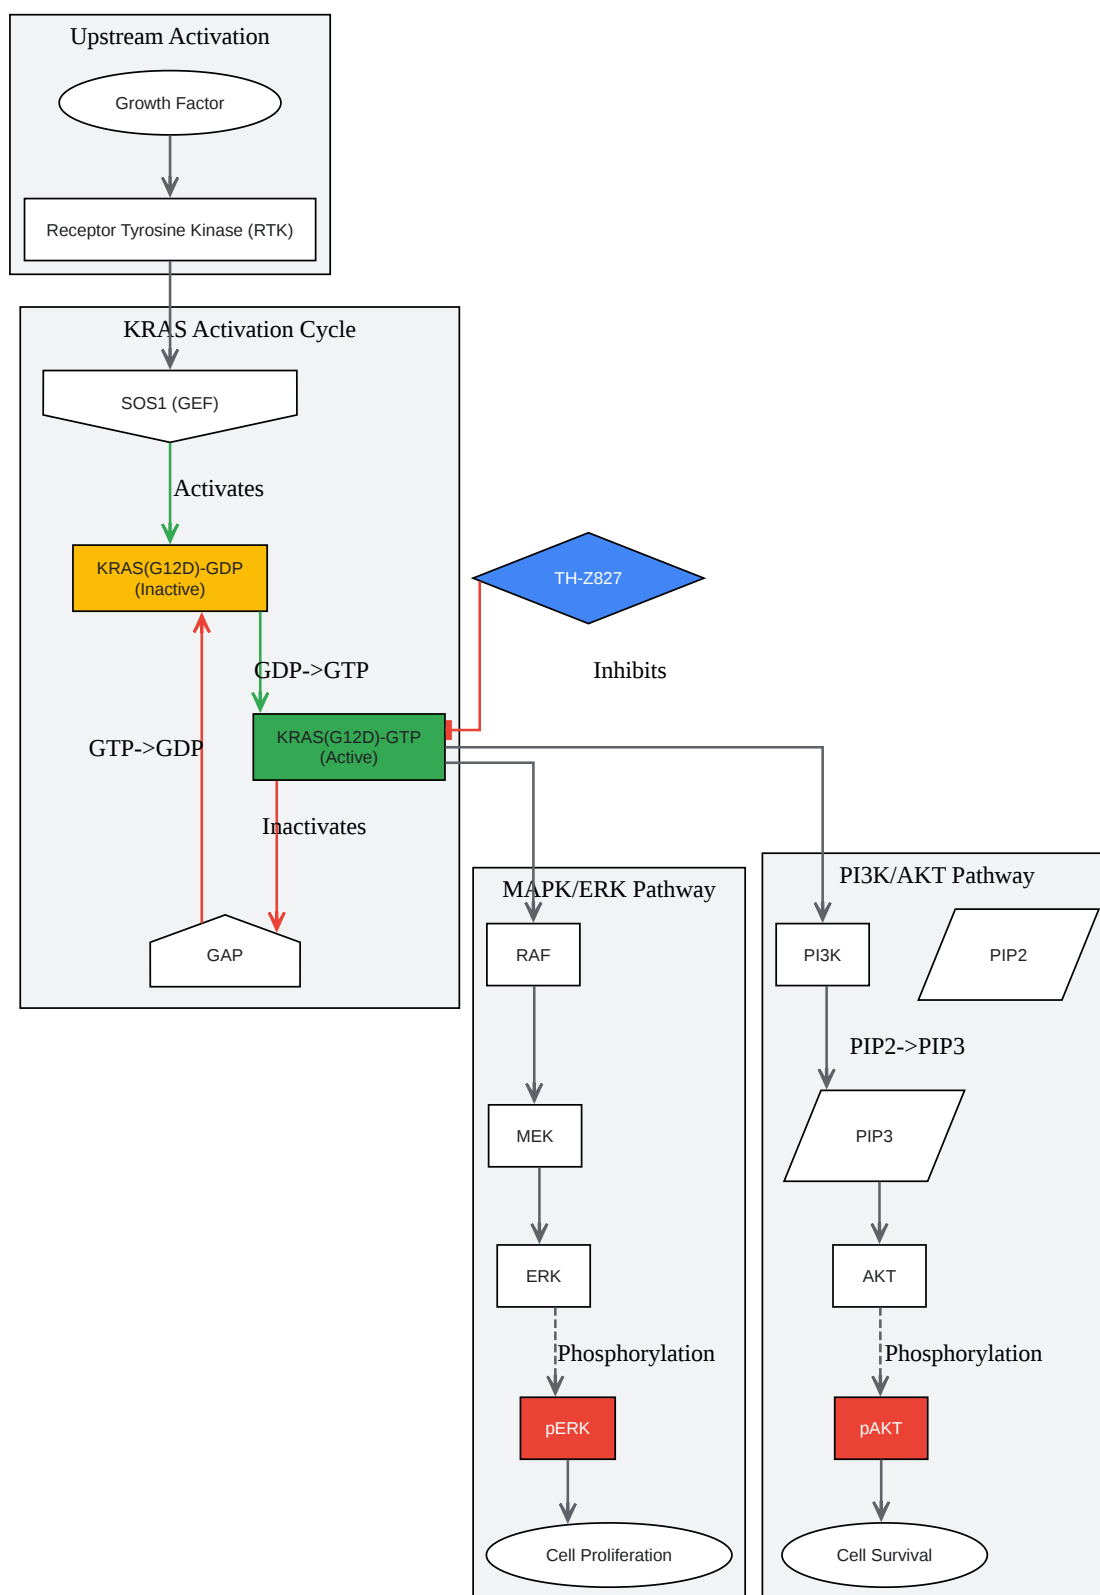 Upstream Activation
Growth Factor
Receptor Tyrosine Kinase (RTK)
KRAS Activation Cycle
SOS1 (GEF)
Activates
KRAS(G12D)-GDP
(Inactive)
TH-Z827
GDP->GTP
Inhibits
KRAS(G12D)-GTP
(Active)
GTP->GDP
Inactivates
GAP
MAPK/ERK Pathway
PI3K/AKT Pathway
RAF
PI3K
PIP2
PIP2->PIP3
MEK
PIP3
ERK
AKT
Phosphorylation
Phosphorylation
pERK
pAKT
Cell Proliferation
Cell Survival